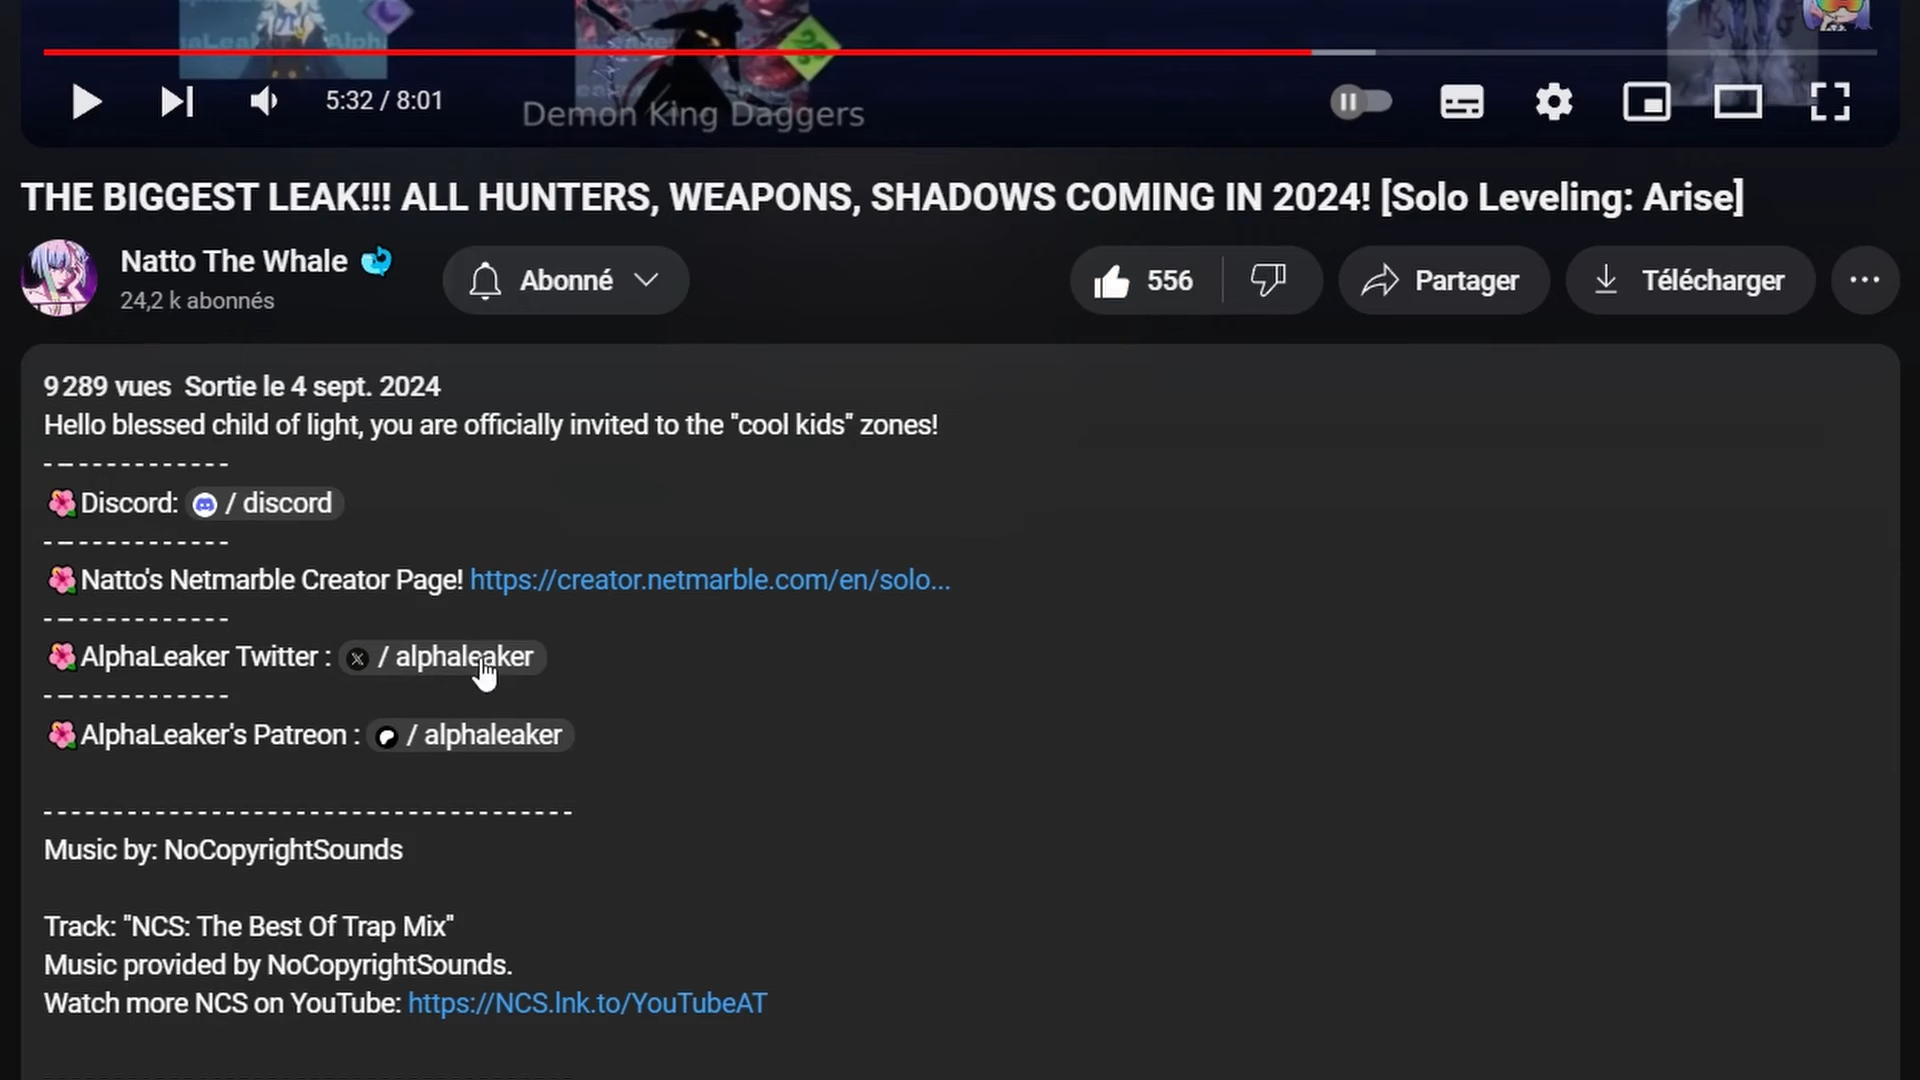 5:32 / 8:01
Demon King Daggers
THE BIGGEST LEAK!!! ALL HUNTERS, WEAPONS, SHADOWS COMING IN 2024! [Solo Leveling: Arise]
Natto The Whale
24,2 k abonnés
Abonné
556
Partager
Télécharger
9 289 vues Sortie le 4 sept. 2024
Hello blessed child of light, you are officially invited to the "cool kids" zones!
- – - - - - - - - - - - -
Discord: / discord
- – - - - - - - - - - - -
Natto's Netmarble Creator Page! https://creator.netmarble.com/en/solo...
- – - - - - - - - - - - -
AlphaLeaker Twitter : / alphaleaker
- – - - - - - - - - - - -
AlphaLeaker's Patreon : / alphaleaker
- - - - - - - - - - - - - - - - - - - - - - - - - - - - - - - - - - - - - -
Music by: NoCopyrightSounds
Track: "NCS: The Best Of Trap Mix"
Music provided by NoCopyrightSounds.
Watch more NCS on YouTube: https://NCS.lnk.to/YouTubeAT